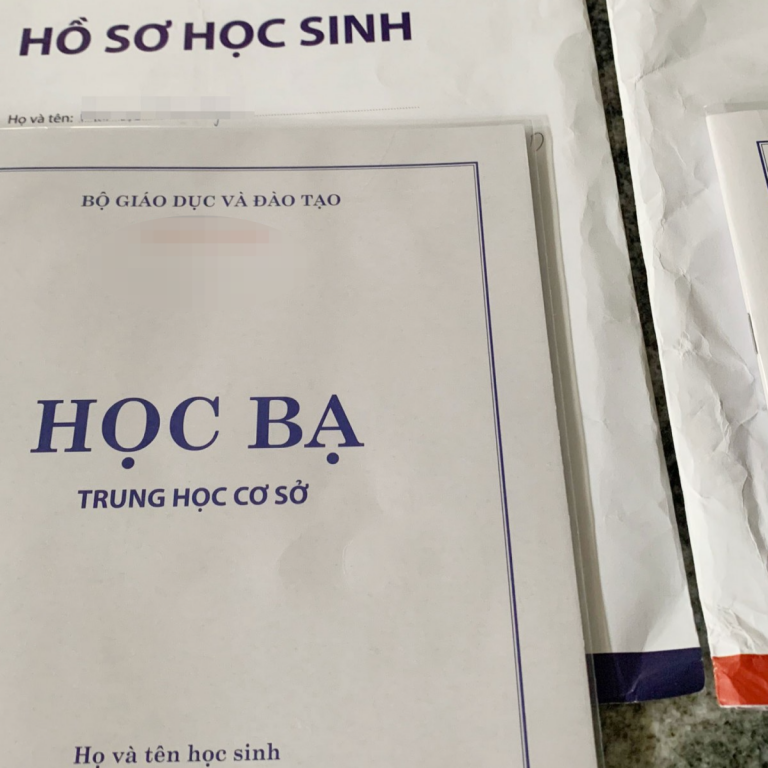 HỒ SƠ HỌC SINH
Họ và tên:
BỘ GIÁO DỤC VÀ ĐÀO TẠO
HỌC BẠ
TRUNG HỌC CƠ SỞ
Họ và tên học sinh